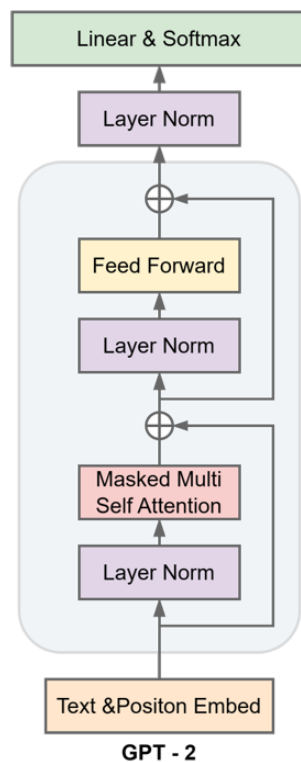 Linear & Softmax
Layer Norm
Feed Forward
Layer Norm
Masked Multi
Self Attention
Layer Norm
Text &Positon Embed
GPT - 2